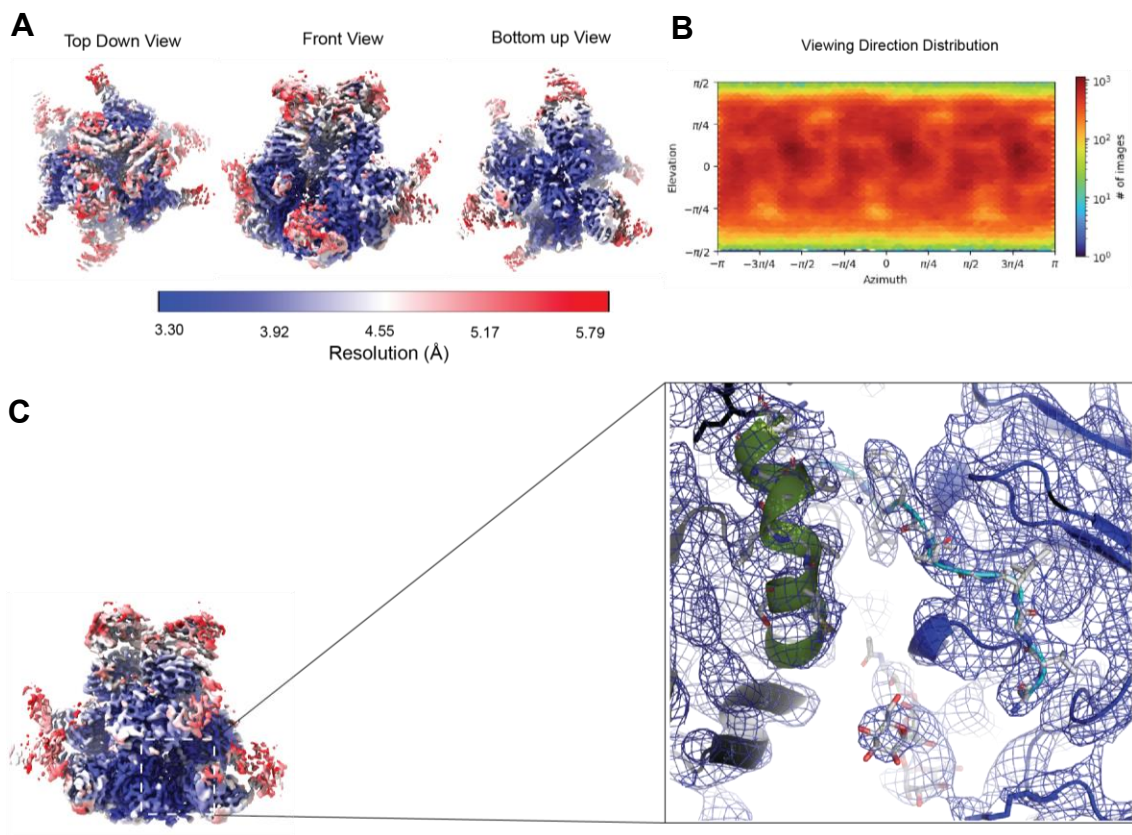 A
Top Down View
Front View
Bottom up View
3.30 3.92 4.55 5.17 5.79
Resolution (Å)
B
Viewing Direction Distribution
Elevation
π/2
π/4
0
−π/4
−π/2
−π −3π/4 −π/2 −π/4 0 π/4 π/2 3π/4 π
Azimuth
10³
10²
10¹
10⁰
# of images
C